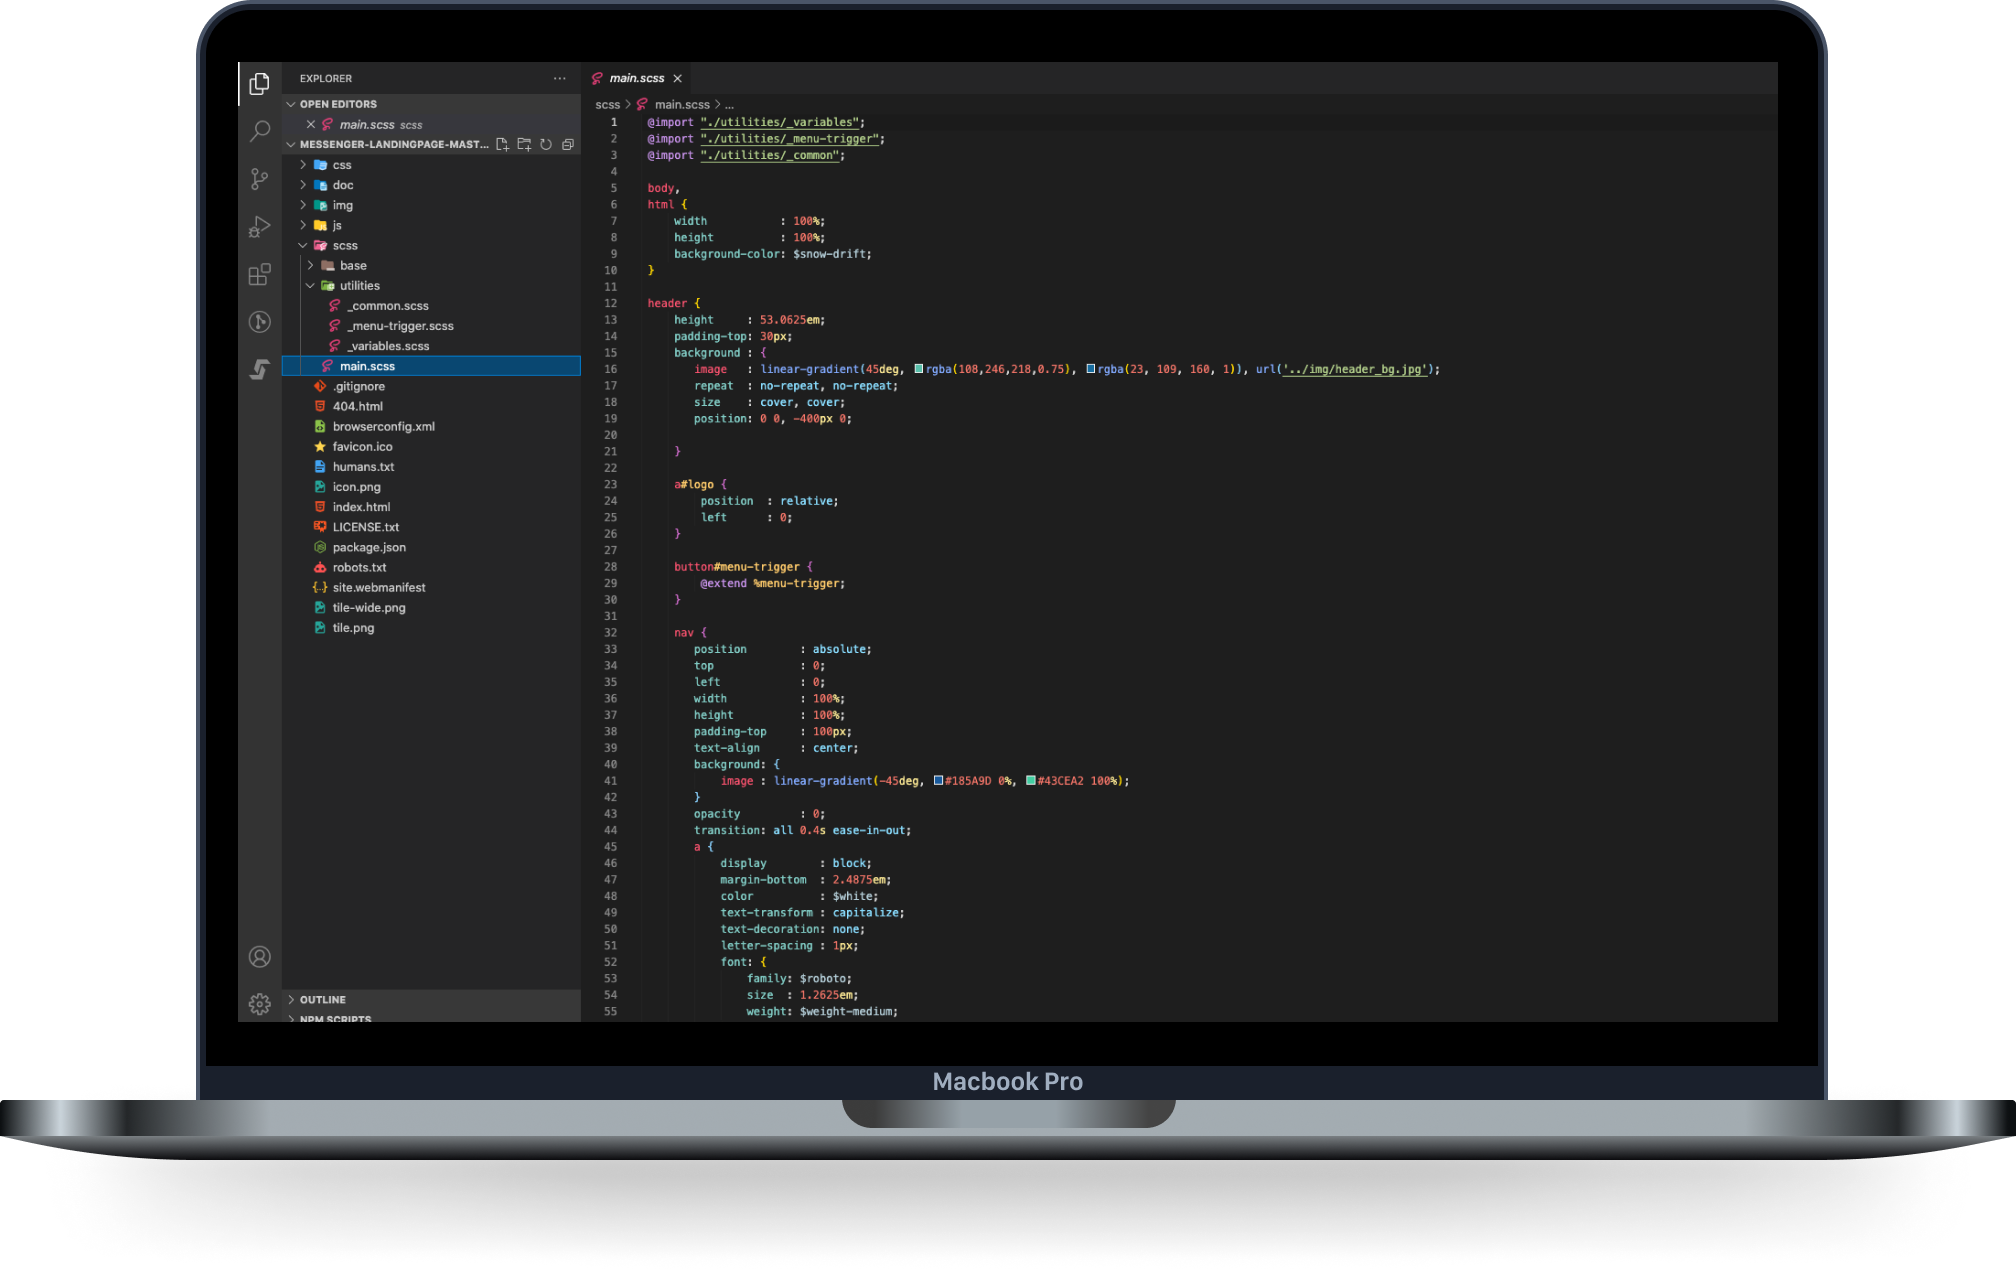 EXPLORER
OPEN EDITORS
main.scss scss
MESSENGER-LANDINGPAGE-MAST...
css
doc
img
js
scss
base
utilities
_common.scss
_menu-trigger.scss
_variables.scss
main.scss
.gitignore
404.html
browserconfig.xml
favicon.ico
humans.txt
icon.png
index.html
LICENSE.txt
package.json
robots.txt
site.webmanifest
tile-wide.png
tile.png
OUTLINE
NPM SCRIPTS
main.scss
scss > main.scss > ...
1 @import "./utilities/_variables";
2 @import "./utilities/_menu-trigger";
3 @import "./utilities/_common";
4
5 body,
6 html {
7 width : 100%;
8 height : 100%;
9 background-color: $snow-drift;
10 }
11
12 header {
13 height : 53.0625em;
14 padding-top: 30px;
15 background : {
16 image : linear-gradient(45deg, rgba(108,246,218,0.75), rgba(23, 109, 160, 1)), url('../img/header_bg.jpg');
17 repeat : no-repeat, no-repeat;
18 size : cover, cover;
19 position: 0 0, -400px 0;
20
21 }
22
23 a#logo {
24 position : relative;
25 left : 0;
26 }
27
28 button#menu-trigger {
29 @extend %menu-trigger;
30 }
31
32 nav {
33 position : absolute;
34 top : 0;
35 left : 0;
36 width : 100%;
37 height : 100%;
38 padding-top : 100px;
39 text-align : center;
40 background: {
41 image : linear-gradient(-45deg, #185A9D 0%, #43CEA2 100%);
42 }
43 opacity : 0;
44 transition: all 0.4s ease-in-out;
45 a {
46 display : block;
47 margin-bottom : 2.4875em;
48 color : $white;
49 text-transform : capitalize;
50 text-decoration: none;
51 letter-spacing : 1px;
52 font: {
53 family: $roboto;
54 size : 1.2625em;
55 weight: $weight-medium;
Macbook Pro